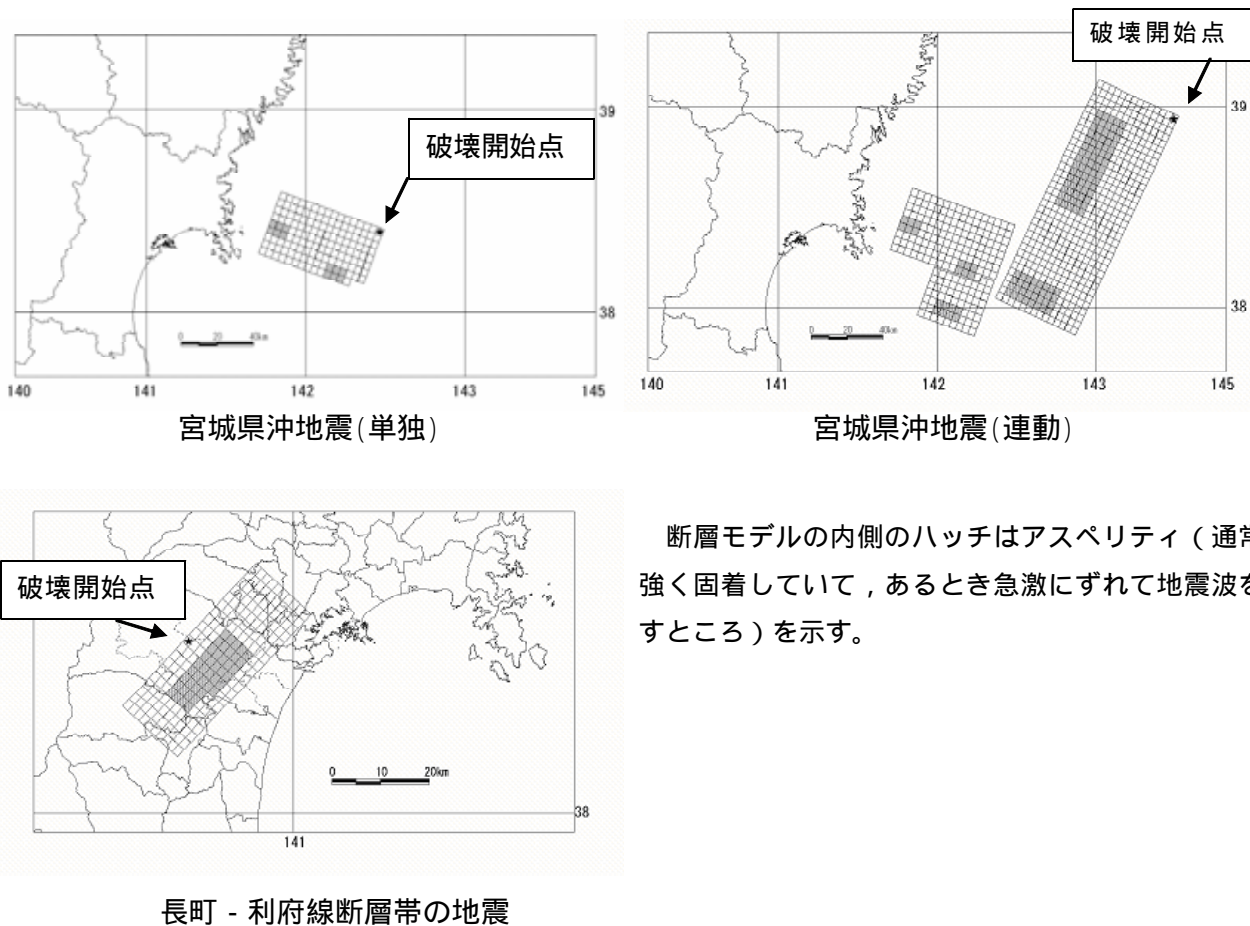 破壊開始点
39
38
0 20 40km
140 141 142 143 145
宮城県沖地震(単独)
破壊開始点
39
38
0 20 40km
140 141 142 143 145
宮城県沖地震(連動)
破壊開始点
0 10 20km
38
141
長町 - 利府線断層帯の地震
断層モデルの内側のハッチはアスペリティ(通常
強く固着していて,あるとき急激にずれて地震波を
すところ)を示す。